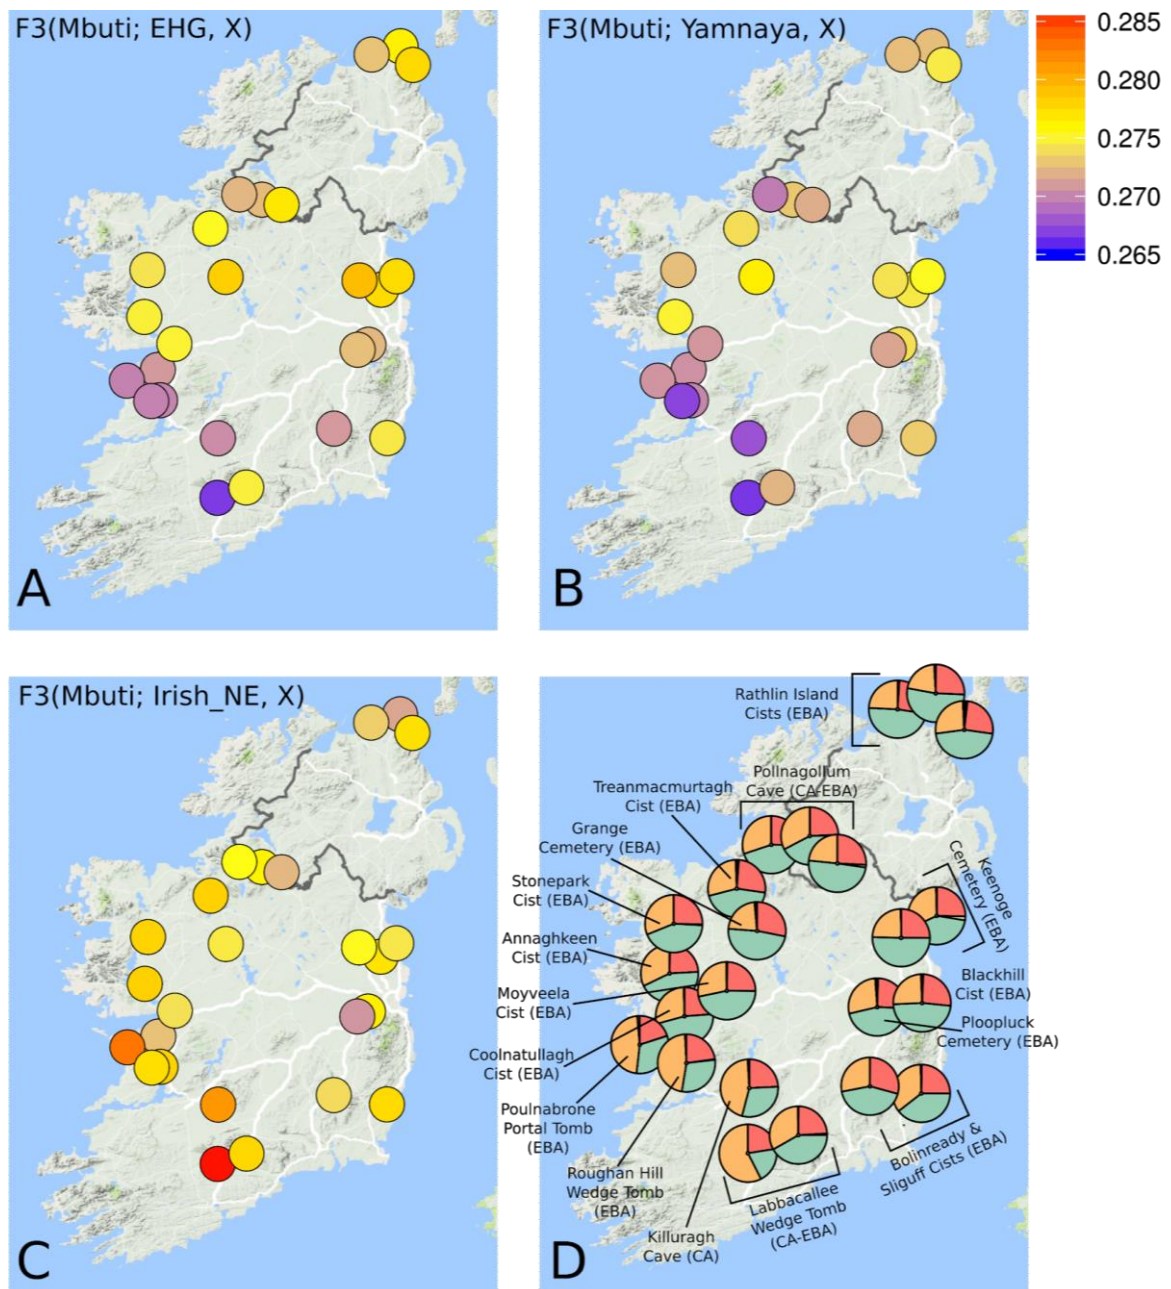 F3(Mbuti; EHG, X)
A
F3(Mbuti; Yamnaya, X)
B
0.285
0.280
0.275
0.270
0.265
F3(Mbuti; Irish_NE, X)
C
Rathlin Island
Cists (EBA)
Pollnagollum
Cave (CA-EBA)
Treanmacmurtagh
Cist (EBA)
Grange
Cemetery (EBA)
Stonepark
Cist (EBA)
Annaghkeen
Cist (EBA)
Moyveela
Cist (EBA)
Coolnatullagh
Cist (EBA)
Poulnabrone
Portal Tomb
(EBA)
Roughan Hill
Wedge Tomb
(EBA)
Killuragh
Cave (CA)
Labbacallee
Wedge Tomb
(CA-EBA)
Bolinready &
Sliguff Cists (EBA)
Ploopluck
Cemetery (EBA)
Blackhill
Cist (EBA)
Keenoge
Cemetery (EBA)
D